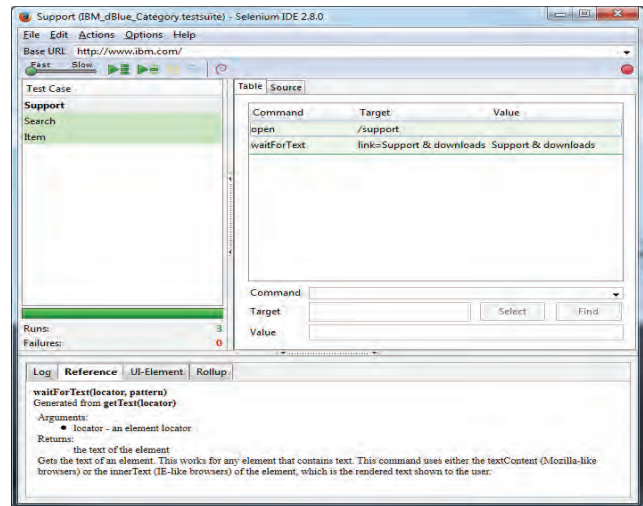 Support (IBM_dBlue_Category.testsuite) - Selenium IDE 2.8.0
File Edit Actions Options Help
Base URL http://www.ibm.com/
Fast Slow
Test Case
Support
Search
Item
Table Source
Command Target Value
open /support
waitForText link=Support & downloads Support & downloads
Command
Target Select Find
Value
Runs: 3
Failures: 0
Log Reference UI-Element Rollup
waitForText(locator, pattern)
Generated from getText(locator)
Arguments:
• locator - an element locator
Returns:
the text of the element
Gets the text of an element. This works for any element that contains text. This command uses either the textContent (Mozilla-like
browsers) or the innerText (IE-like browsers) of the element, which is the rendered text shown to the user.